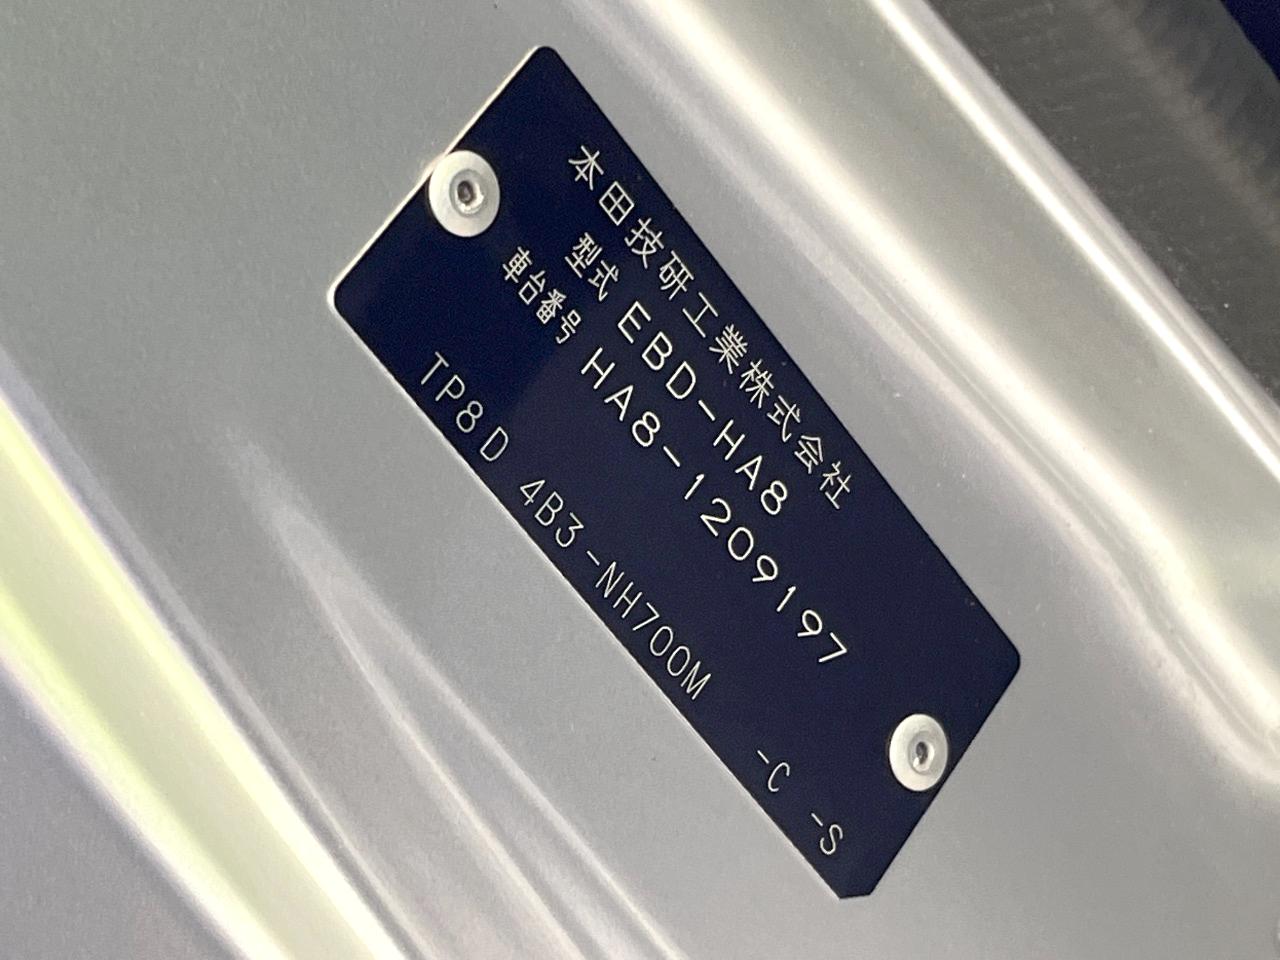 本田技研工業株式会社
型式 EBD-HA8
車台番号 HA8-1209197
TP8D 4B3-NH700M -C -S